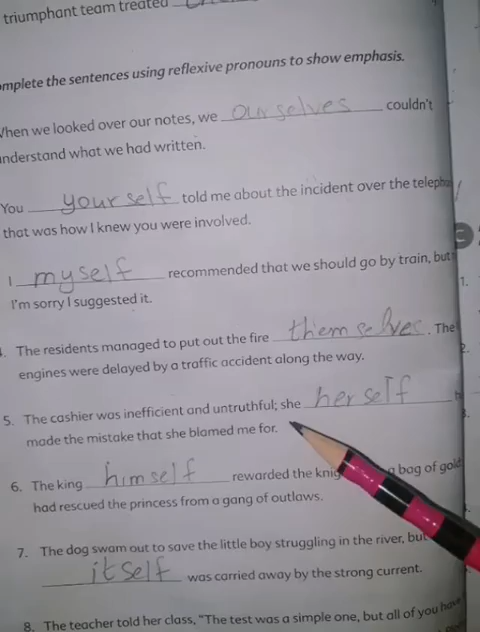 triumphant team treated
omplete the sentences using reflexive pronouns to show emphasis.
When we looked over our notes, we ourselves couldn't
understand what we had written.
You yourself told me about the incident over the telepho
that was how I knew you were involved.
I myself recommended that we should go by train, but
I'm sorry I suggested it.
1.
4. The residents managed to put out the fire themselves. The
engines were delayed by a traffic accident along the way.
2.
5. The cashier was inefficient and untruthful; she herself h
made the mistake that she blamed me for.
3.
6. The king himself rewarded the knig a bag of gold
had rescued the princess from a gang of outlaws.
7. The dog swam out to save the little boy struggling in the river, but
itself was carried away by the strong current.
8. The teacher told her class, "The test was a simple one, but all of you have